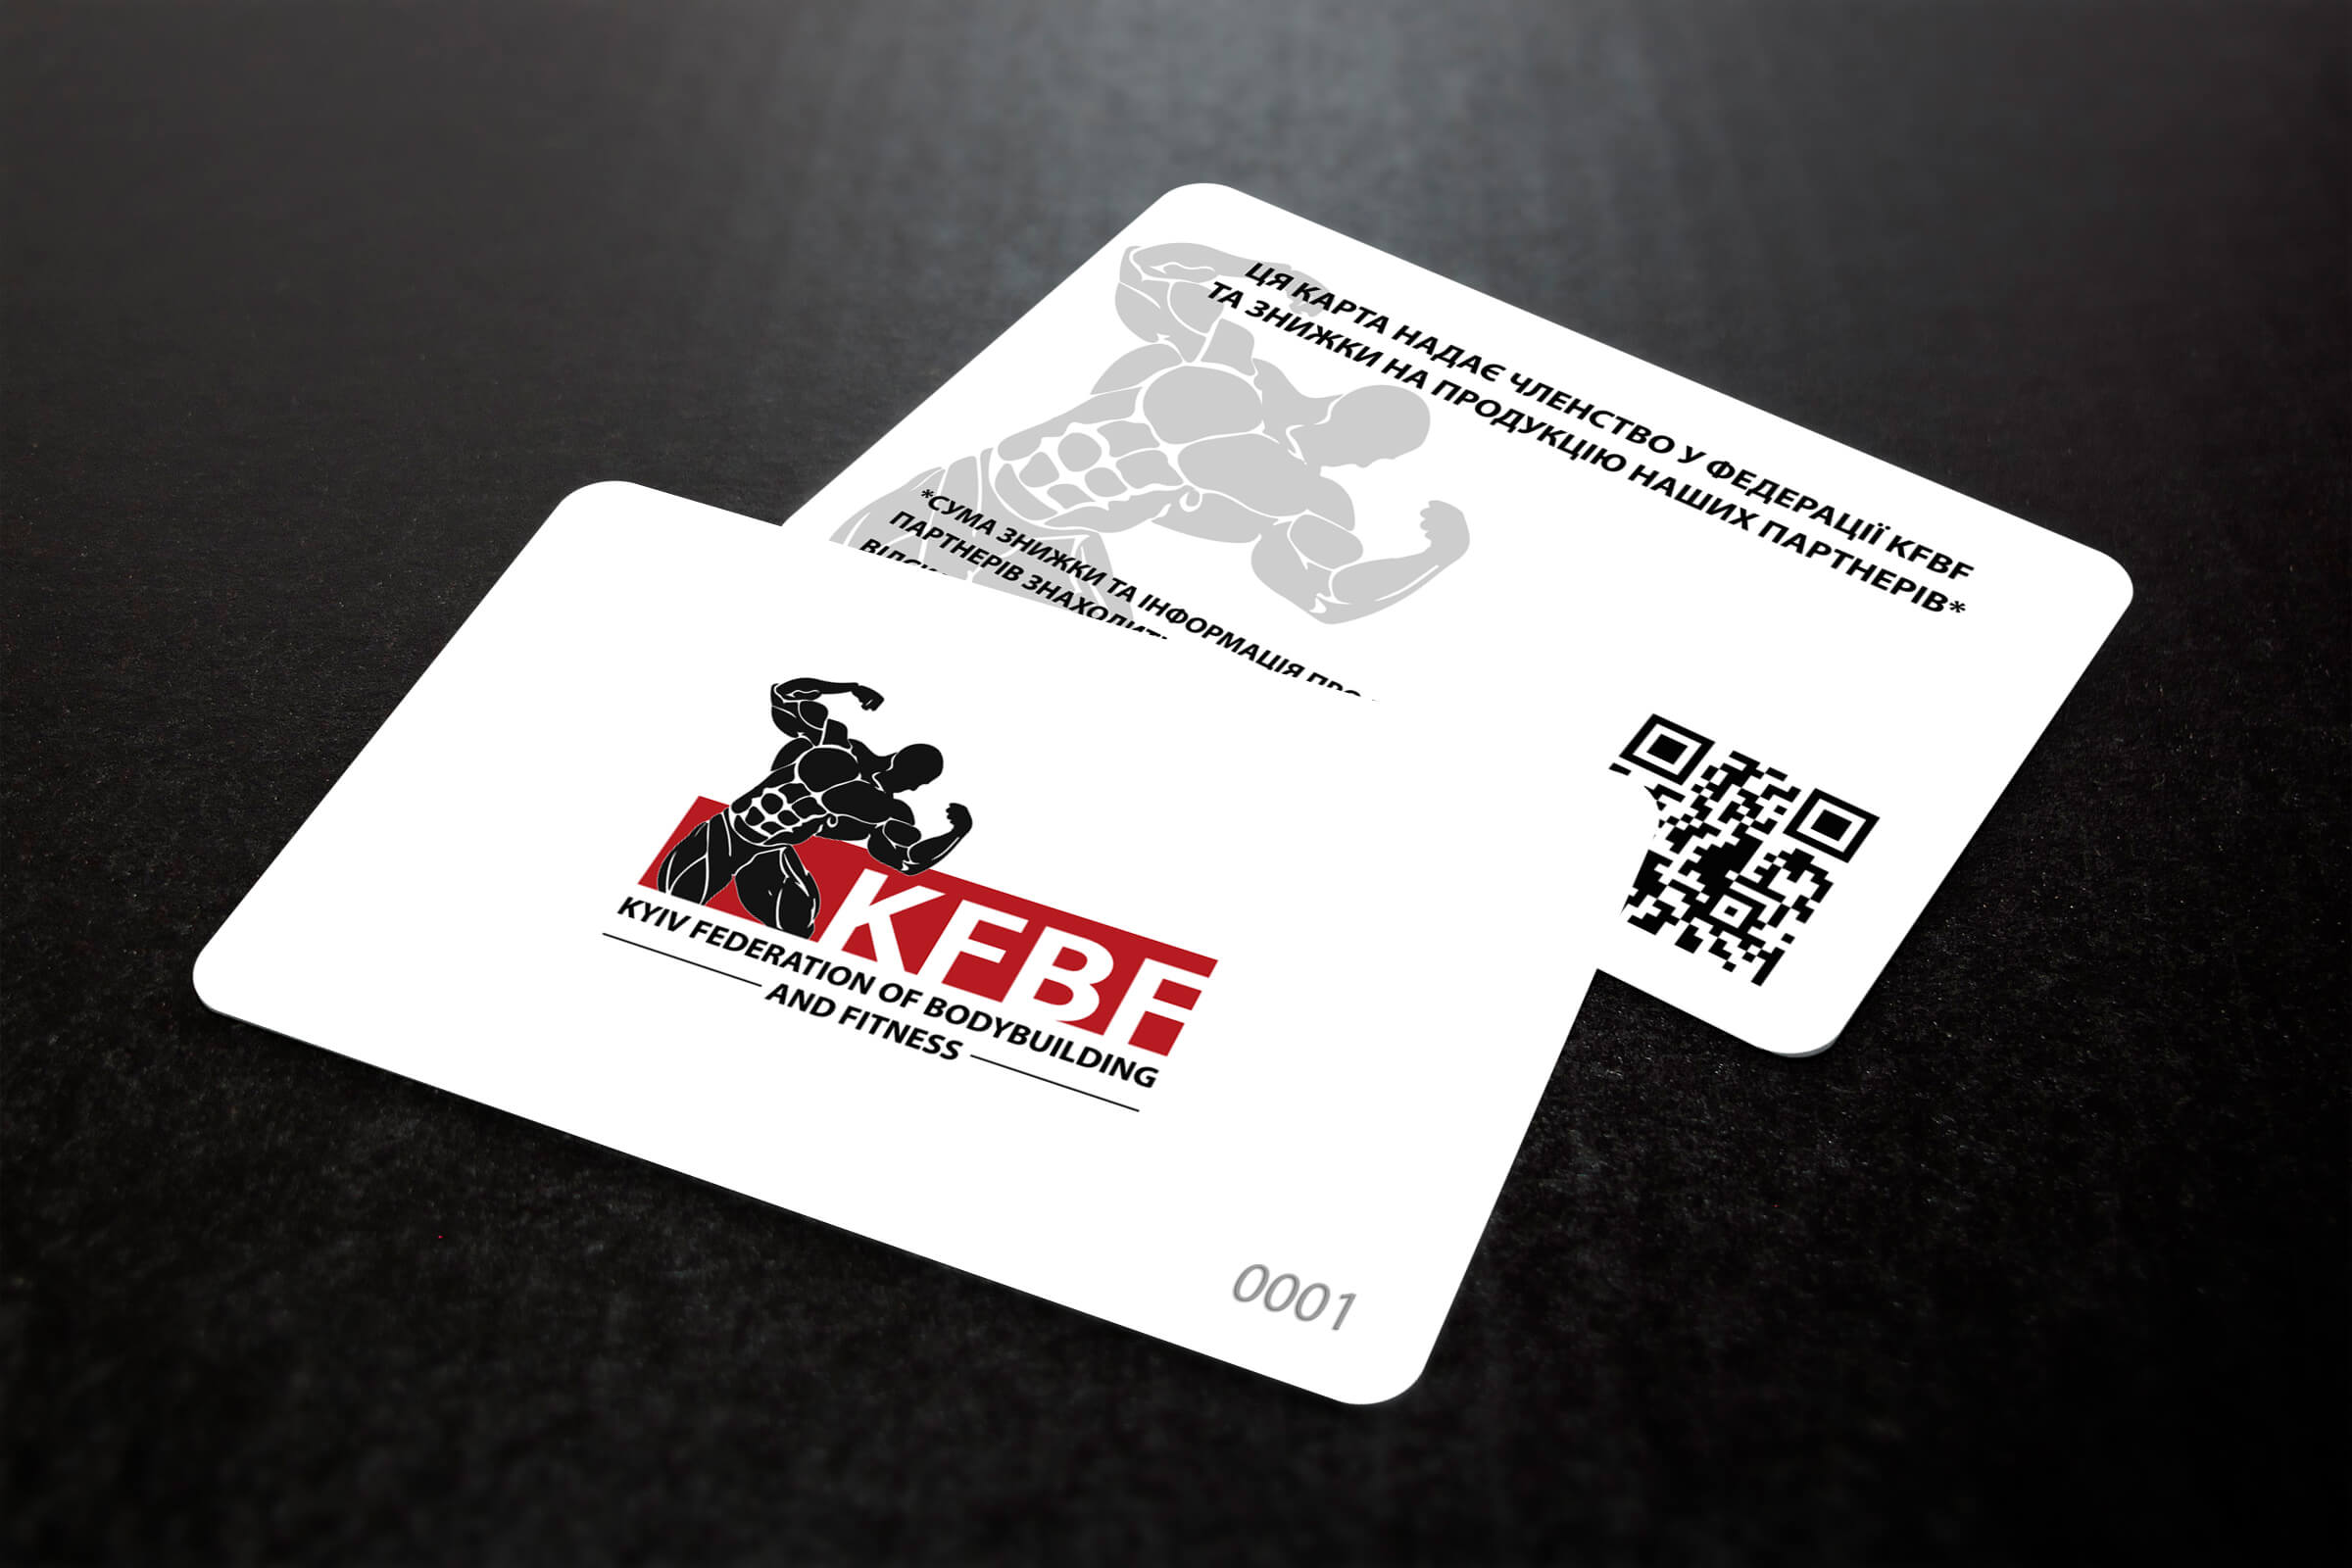 ЦЯ КАРТА НАДАЄ ЧЛЕНСТВО У ФЕДЕРАЦІЇ KFBF
ТА ЗНИЖКИ НА ПРОДУКЦІЮ НАШИХ ПАРТНЕРІВ*
*СУМА ЗНИЖКИ ТА ІНФОРМАЦІЯ ПРО
ПАРТНЕРІВ
KFBF
KYIV FEDERATION OF BODYBUILDING
AND FITNESS
0001